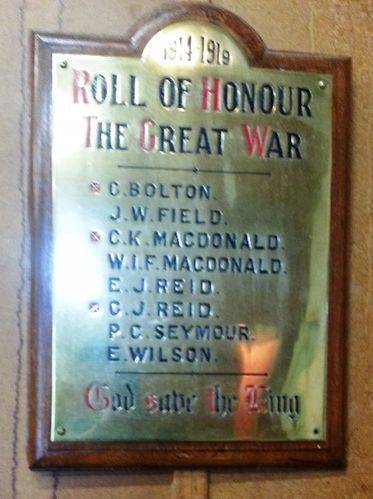 1914-1919
ROLL OF HONOUR
THE GREAT WAR
C. BOLTON.
J. W. FIELD.
C. K. MACDONALD.
W. I. F. MACDONALD.
E. J. REID.
C. J. REID.
P. C. SEYMOUR.
E. WILSON.
God save the King